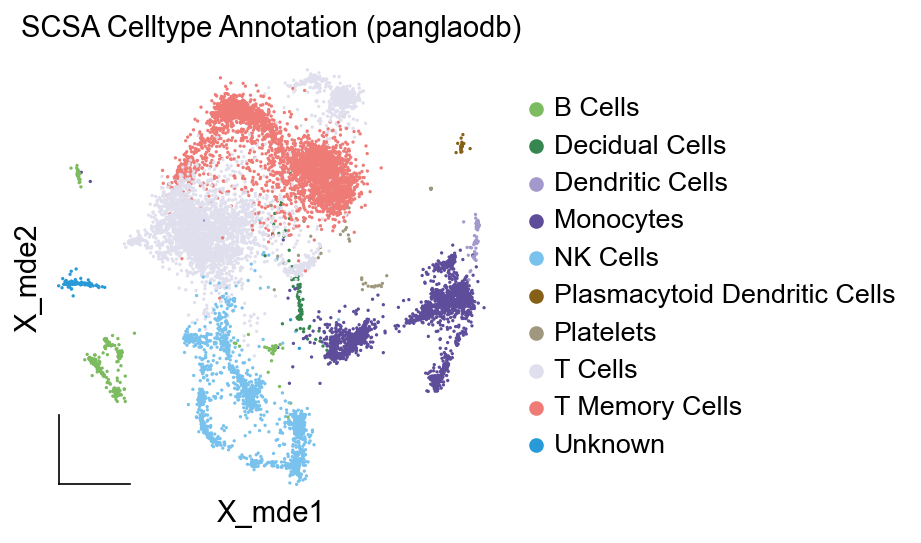 SCSA Celltype Annotation (panglaodb)
B Cells
Decidual Cells
Dendritic Cells
Monocytes
NK Cells
Plasmacytoid Dendritic Cells
Platelets
T Cells
T Memory Cells
Unknown
X_mde2
X_mde1